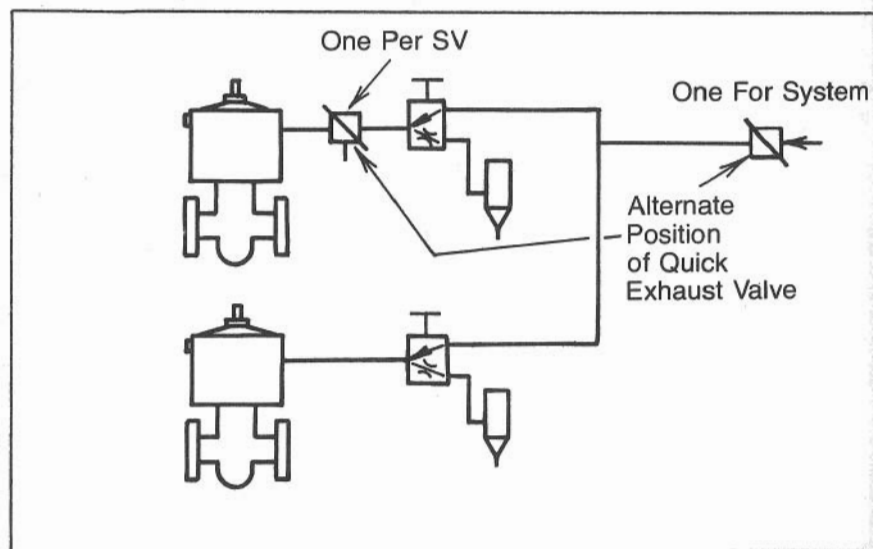 One Per SV
One For System
Alternate
Position
of Quick
Exhaust Valve